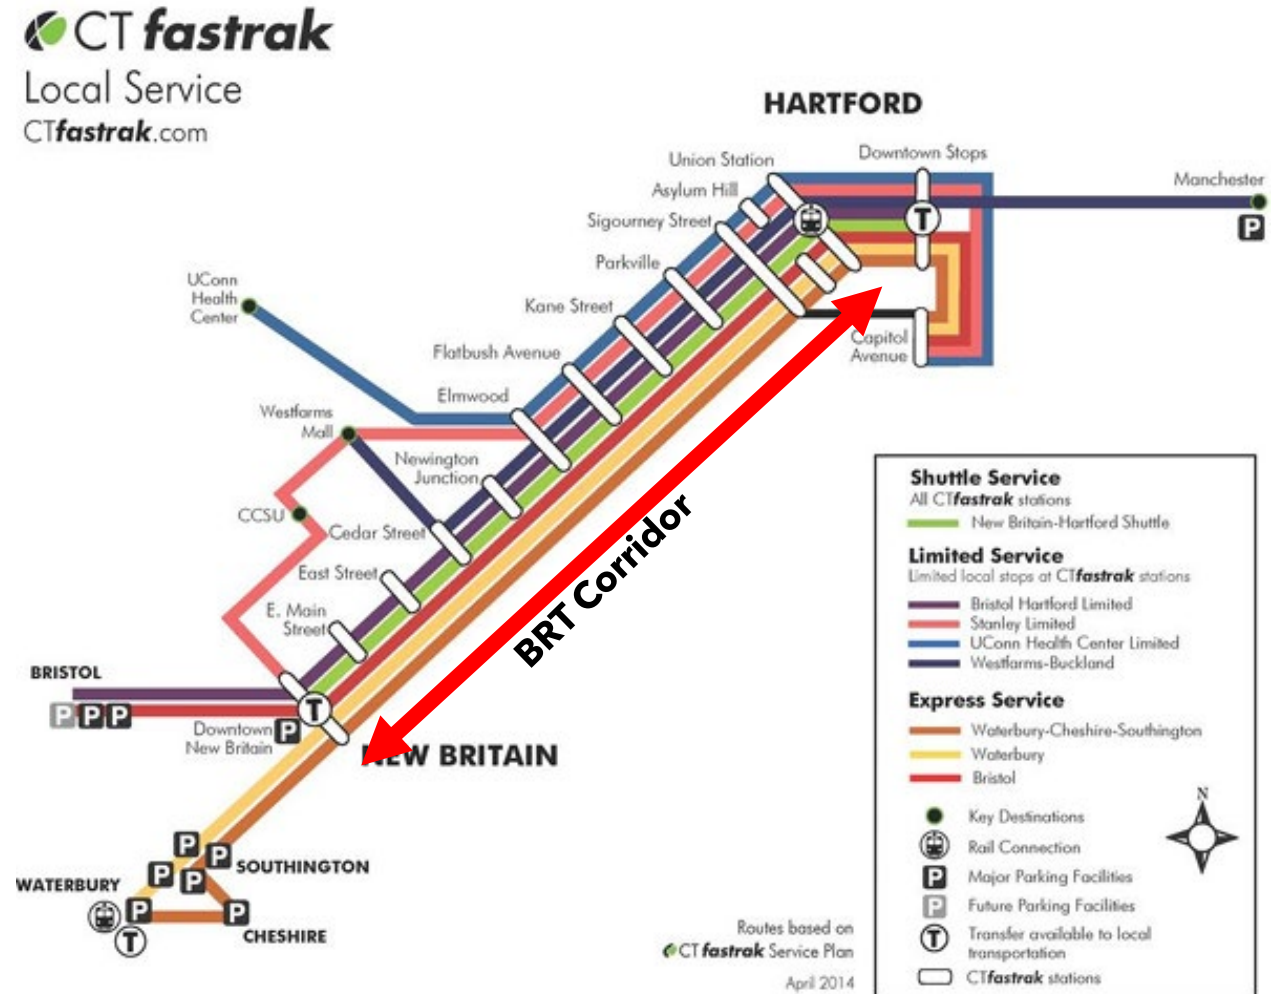 CT fastrak
Local Service
CTfastrak.com
HARTFORD
Union Station
Downtown Stops
Asylum Hill
Manchester
Sigourney Street
T
P
Parkville
UConn
Health
Center
Kane Street
Capitol
Avenue
Flatbush Avenue
Elmwood
Westfarms
Mall
Newington
Junction
CCSU
Cedar Street
BRT Corridor
East Street
E. Main
Street
BRISTOL
P P P
T
Downtown
New Britain
P
NEW BRITAIN
P
P
SOUTHINGTON
P
P
WATERBURY
P
P
T
CHESHIRE
Routes based on
CTfastrak Service Plan
April 2014
Shuttle Service
All CTfastrak stations
New Britain-Hartford Shuttle
Limited Service
Limited local stops at CTfastrak stations
Bristol Hartford Limited
Stanley Limited
UConn Health Center Limited
Westfarms-Buckland
Express Service
Waterbury-Cheshire-Southington
Waterbury
Bristol
N
Key Destinations
Rail Connection
P Major Parking Facilities
P Future Parking Facilities
T Transfer available to local
transportation
CTfastrak stations